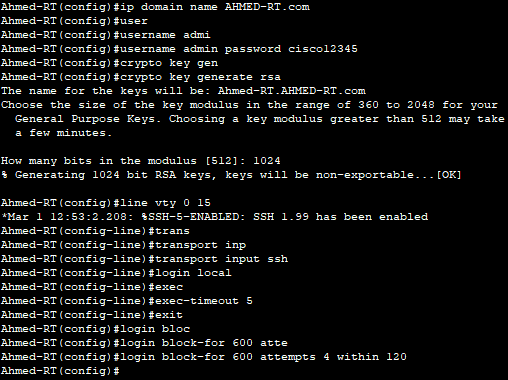 Ahmed-RT(config)#ip domain name AHMED-RT.com
Ahmed-RT(config)#user
Ahmed-RT(config)#username admi
Ahmed-RT(config)#username admin password cisco12345
Ahmed-RT(config)#crypto key gen
Ahmed-RT(config)#crypto key generate rsa
The name for the keys will be: Ahmed-RT.AHMED-RT.com
Choose the size of the key modulus in the range of 360 to 2048 for your
  General Purpose Keys. Choosing a key modulus greater than 512 may take
  a few minutes.

How many bits in the modulus [512]: 1024
% Generating 1024 bit RSA keys, keys will be non-exportable...[OK]

Ahmed-RT(config)#line vty 0 15
*Mar 1 12:53:2.208: %SSH-5-ENABLED: SSH 1.99 has been enabled
Ahmed-RT(config-line)#trans
Ahmed-RT(config-line)#transport inp
Ahmed-RT(config-line)#transport input ssh
Ahmed-RT(config-line)#login local
Ahmed-RT(config-line)#exec
Ahmed-RT(config-line)#exec-timeout 5
Ahmed-RT(config-line)#exit
Ahmed-RT(config)#login bloc
Ahmed-RT(config)#login block-for 600 atte
Ahmed-RT(config)#login block-for 600 attempts 4 within 120
Ahmed-RT(config)#